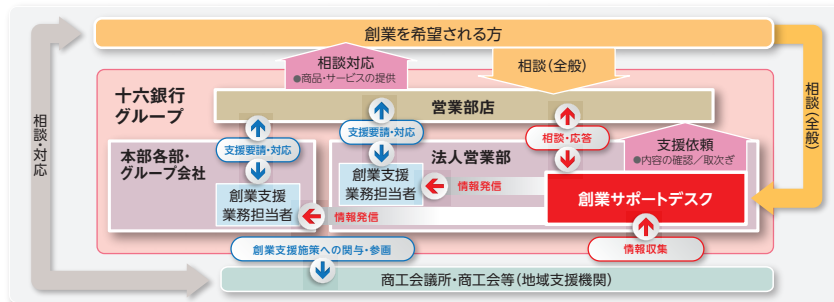 創業を希望される方
相談対応
●商品・サービスの提供
相談(全般)
十六銀行
グループ
営業部店
相談・対応
相談(全般)
支援要請・対応
支援要請・対応
相談・応答
支援依頼
●内容の確認/取次ぎ
本部各部・
グループ会社
法人営業部
創業支援
業務担当者
創業支援
業務担当者
情報発信
情報発信
創業サポートデスク
創業支援施策への関与・参画
情報収集
商工会議所・商工会等(地域支援機関)